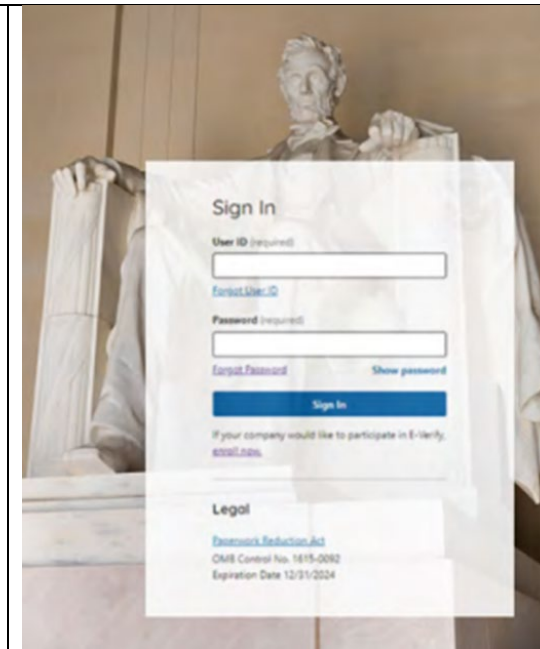 Sign In
User ID (required)
Forgot User ID
Password (required)
Forgot Password Show password
Sign In
If your company would like to participate in E-Verify,
enroll now.
Legal
Paperwork Reduction Act
OMB Control No. 1615-0092
Expiration Date 12/31/2024